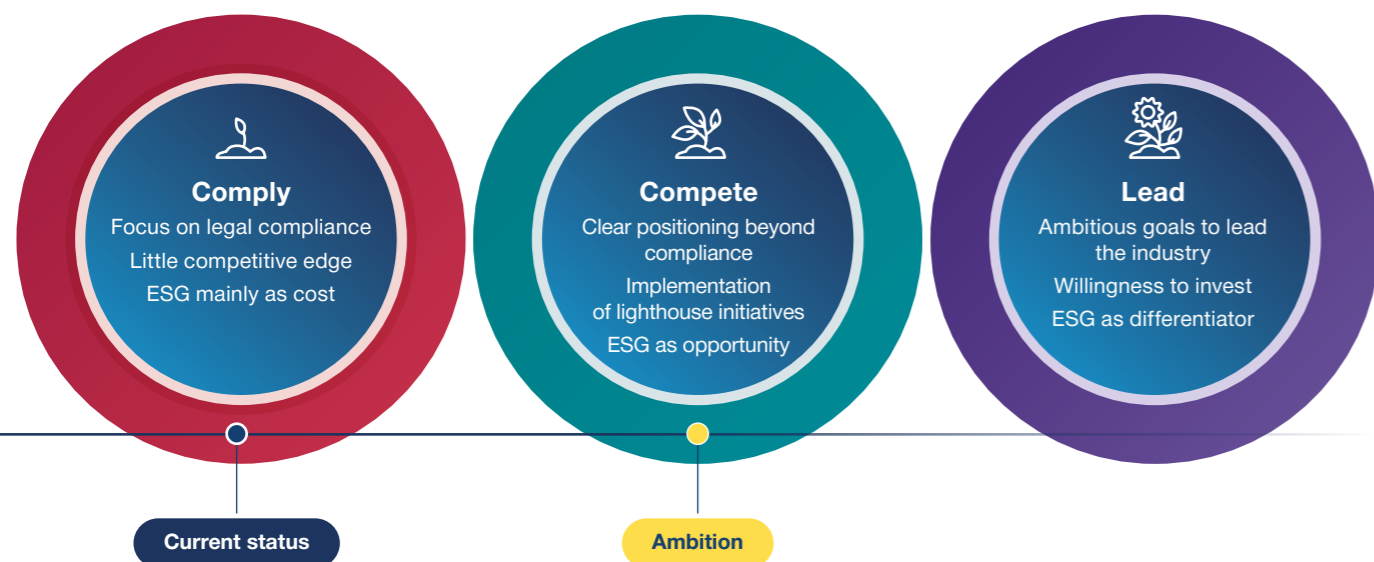 Comply
Focus on legal compliance
Little competitive edge
ESG mainly as cost
Compete
Clear positioning beyond
compliance
Implementation
of lighthouse initiatives
ESG as opportunity
Lead
Ambitious goals to lead
the industry
Willingness to invest
ESG as differentiator
Current status
Ambition